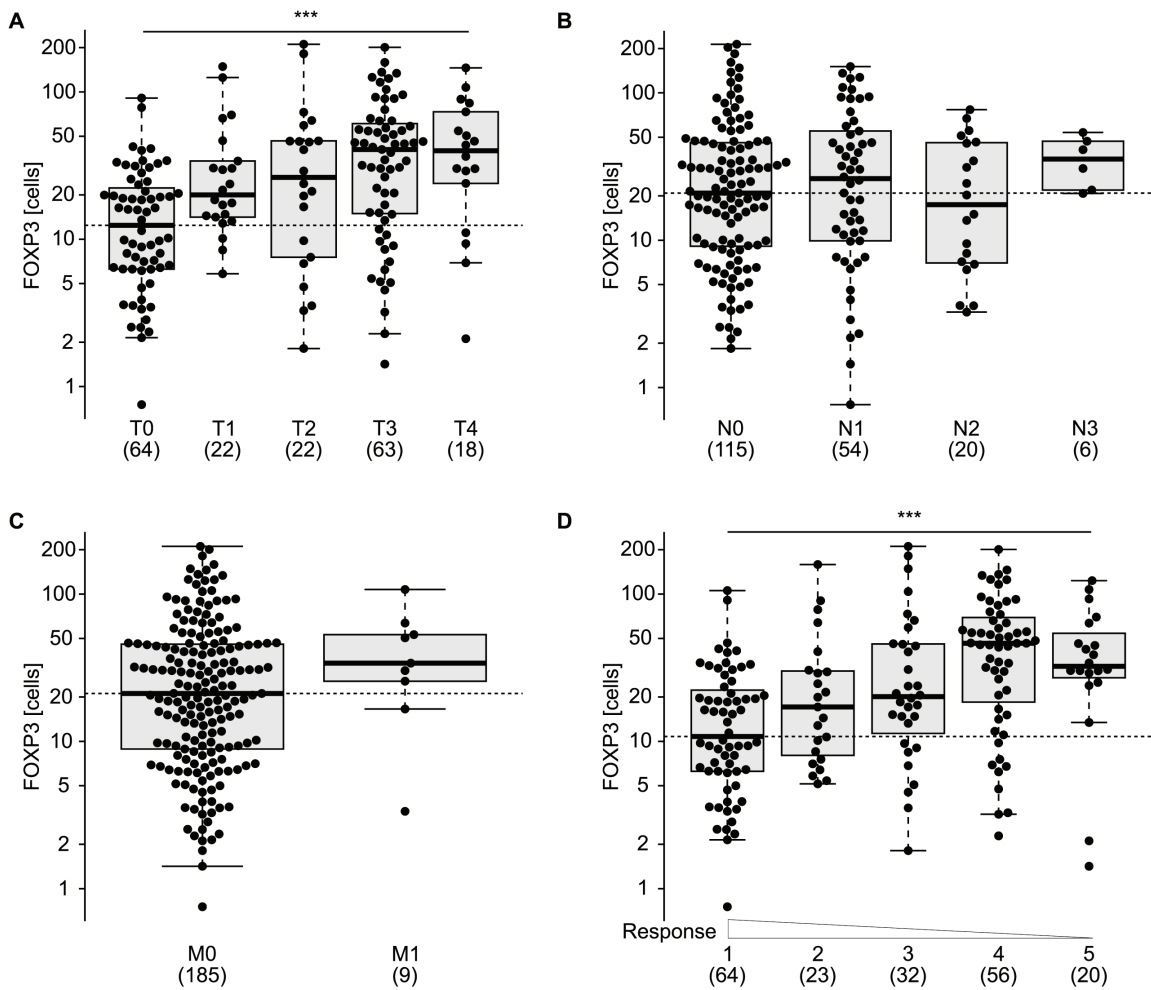 A
***
FOXP3 [cells]
200
100
50
20
10
5
2
1
T0 T1 T2 T3 T4
(64) (22) (22) (63) (18)
B
FOXP3 [cells]
200
100
50
20
10
5
2
1
N0 N1 N2 N3
(115) (54) (20) (6)
C
FOXP3 [cells]
200
100
50
20
10
5
2
1
M0 M1
(185) (9)
D
***
FOXP3 [cells]
200
100
50
20
10
5
2
1
Response
1 2 3 4 5
(64) (23) (32) (56) (20)